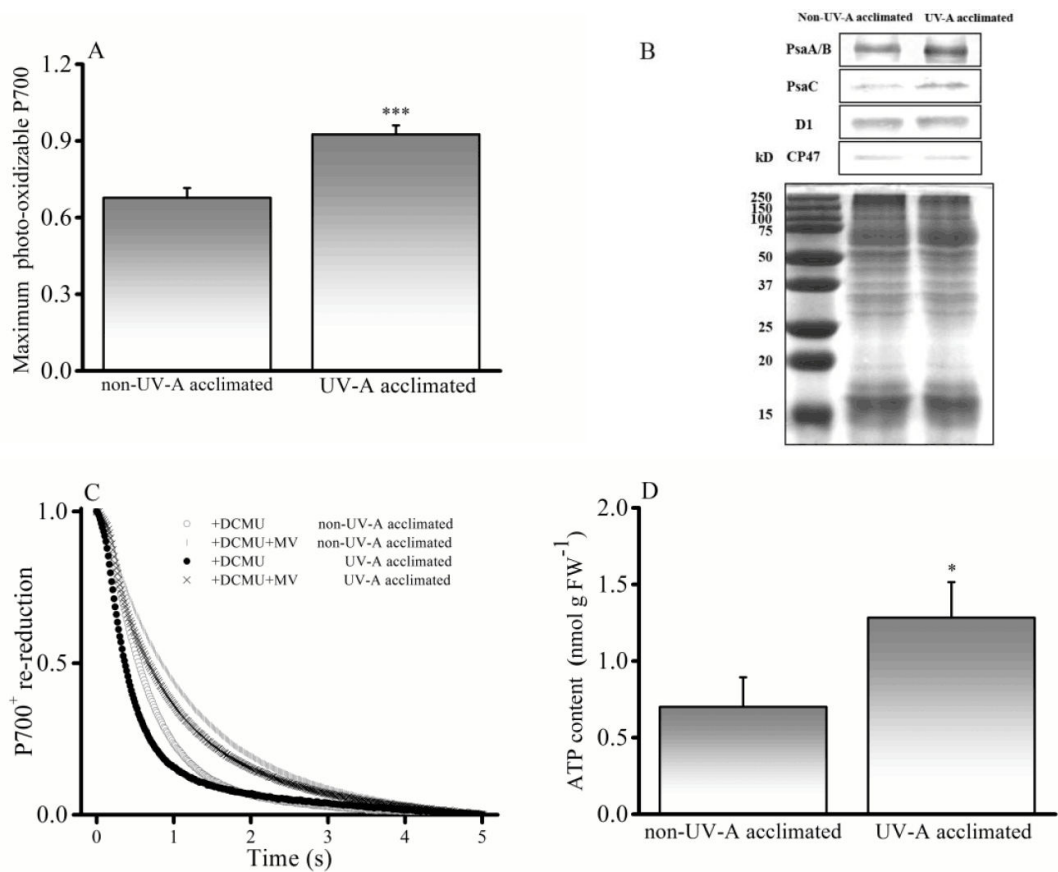 A
Maximum photo-oxidizable P700
1.2
0.9
0.6
0.3
0.0
***
non-UV-A acclimated
UV-A acclimated
B
Non-UV-A acclimated
UV-A acclimated
PsaA/B
PsaC
D1
kD
CP47
250
150
100
75
50
37
25
20
15
C
P700⁺ re-reduction
1.0
0.5
0.0
+DCMU non-UV-A acclimated
+DCMU+MV non-UV-A acclimated
+DCMU UV-A acclimated
+DCMU+MV UV-A acclimated
0 1 2 3 4 5
Time (s)
D
ATP content (nmol g FW⁻¹)
2.0
1.5
1.0
0.5
0.0
*
non-UV-A acclimated
UV-A acclimated